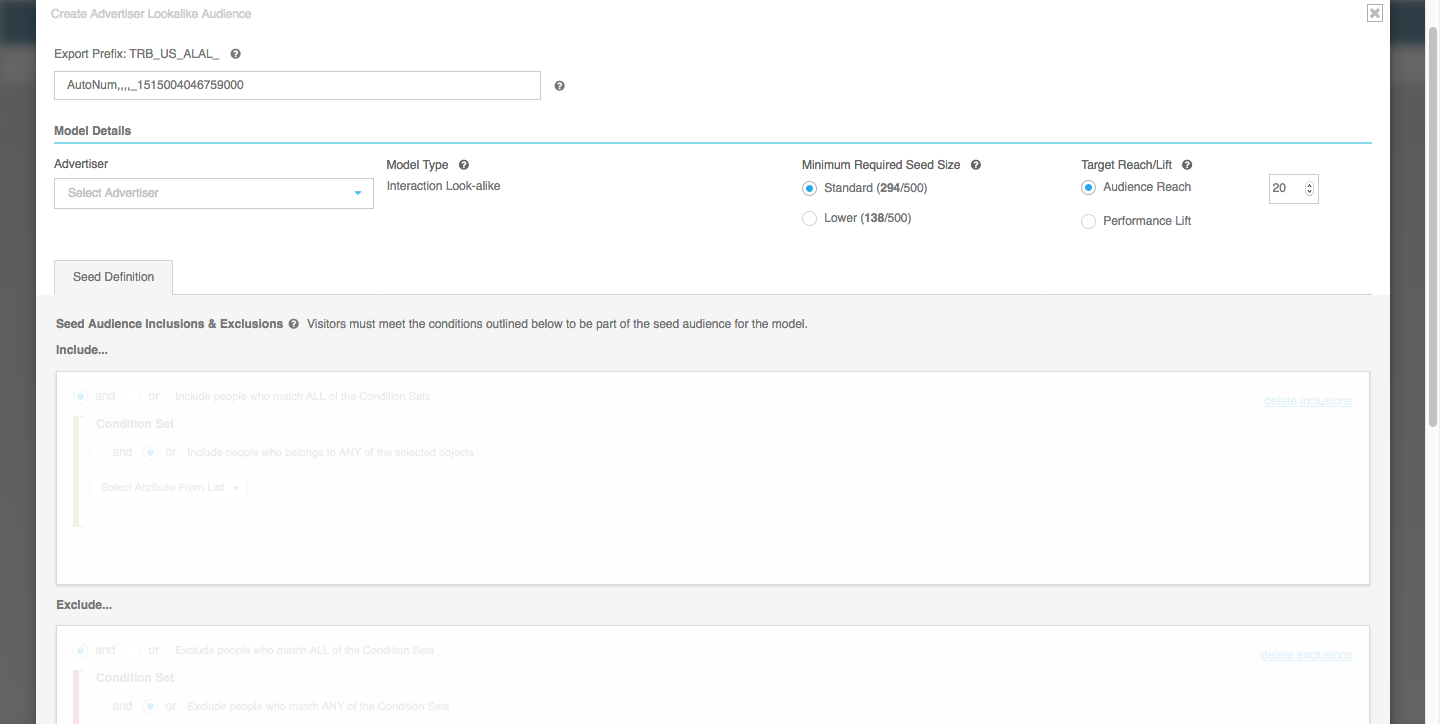 Create Advertiser Lookalike Audience
Export Prefix: TRB_US_ALAL_
AutoNum,,,,_1515004046759000
Model Details
Advertiser
Select Advertiser
Model Type
Interaction Look-alike
Minimum Required Seed Size
Standard (294/500)
Lower (138/500)
Target Reach/Lift
Audience Reach
20
Performance Lift
Seed Definition
Seed Audience Inclusions & Exclusions Visitors must meet the conditions outlined below to be part of the seed audience for the model.
Include...
and or Include people who match ALL of the Condition Sets
delete inclusions
Condition Set
and or Include people who belongs to ANY of the selected objects
Select Attribute From List
Exclude...
and or Exclude people who match ALL of the Condition Sets
delete exclusions
Condition Set
and or Exclude people who match ANY of the Condition Sets